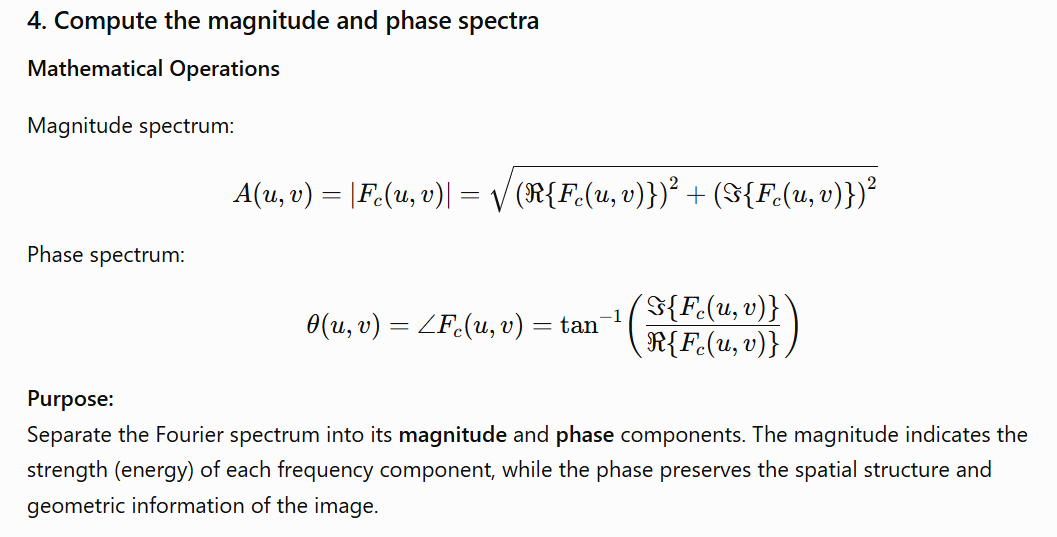 4. Compute the magnitude and phase spectra
Mathematical Operations
Magnitude spectrum:
A(u, v) = |F_c(u, v)| = √((ℜ{F_c(u, v)})² + (ℑ{F_c(u, v)})²)
Phase spectrum:
θ(u, v) = ∠F_c(u, v) = tan⁻¹(ℑ{F_c(u, v)} / ℜ{F_c(u, v)})
Purpose:
Separate the Fourier spectrum into its magnitude and phase components. The magnitude indicates the
strength (energy) of each frequency component, while the phase preserves the spatial structure and
geometric information of the image.